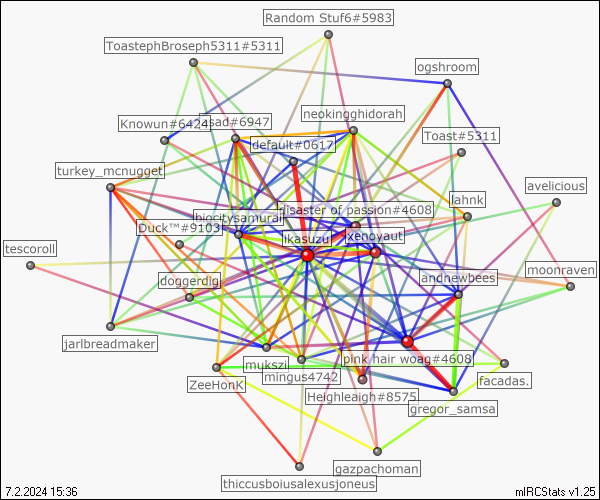 Random Stuf6#5983
ToastephBroseph5311#5311
ogshroom
neokingghidorah
Knowun#6424
sad#6947
Toast#5311
default#0617
turkey_mcnugget
avelicious
lahnk
disaster of passion#4608
bigcitysamurai
Duck™#9103
ikasuzu
xenoyaut
tescoroll
doggerdig
andnewbees
moonraven
jarlbreadmaker
pink hair woag#4608
mukszi
mingus4742
facadas.
ZeeHonK
Heighleaigh#8575
gregor_samsa
gazpachoman
thiccusboiusalexusjoneus
7.2.2024 15:36
mIRCStats v1.25